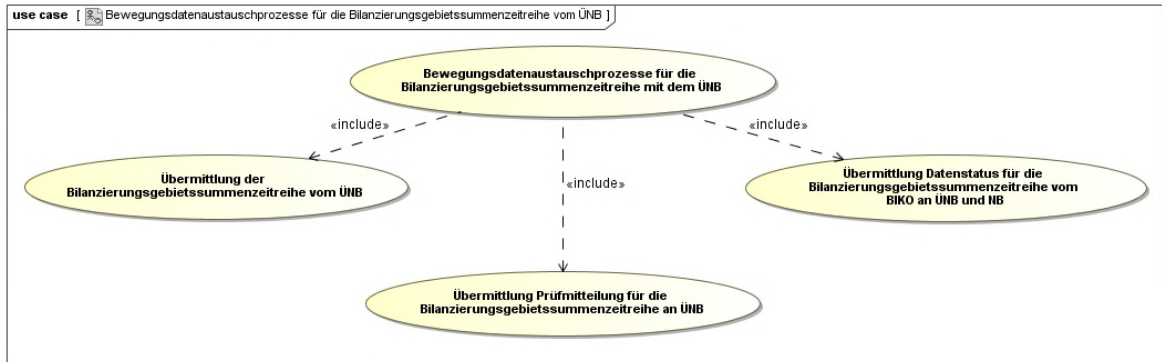 use case [ Bewegungsdatenaustauschprozesse für die Bilanzierungsgebietssummenzeitreihe vom ÜNB ]
Bewegungsdatenaustauschprozesse für die
Bilanzierungsgebietssummenzeitreihe mit dem ÜNB
«include»
«include»
«include»
Übermittlung der
Bilanzierungsgebietssummenzeitreihe vom ÜNB
Übermittlung Datenstatus für die
Bilanzierungsgebietssummenzeitreihe vom
BIKO an ÜNB und NB
Übermittlung Prüfmitteilung für die
Bilanzierungsgebietssummenzeitreihe an ÜNB